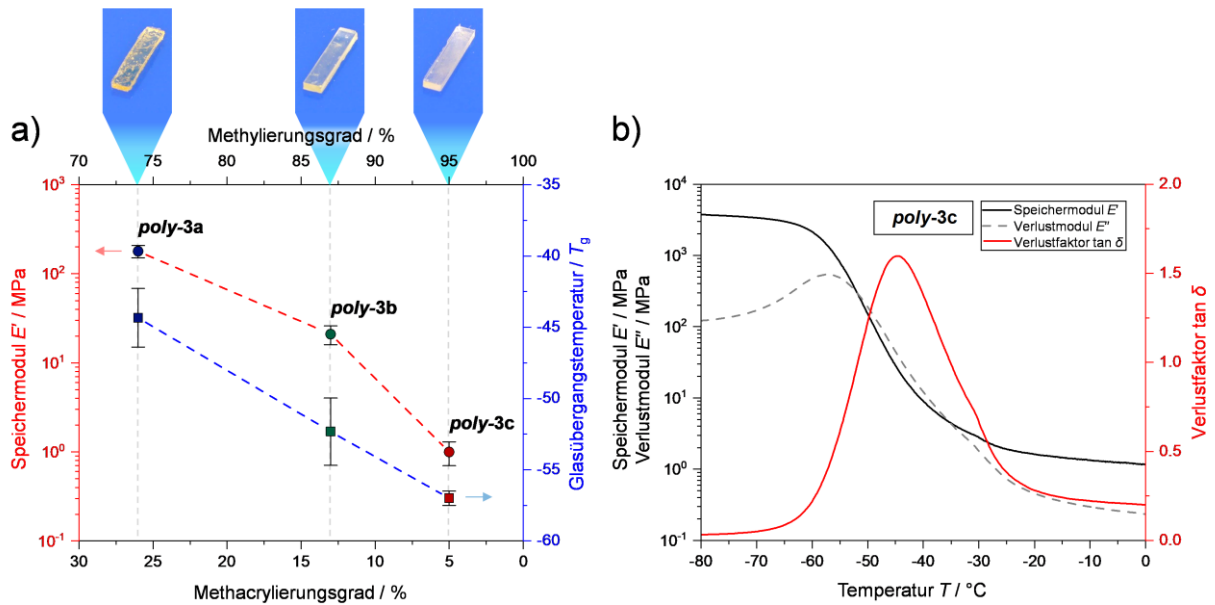 a)
Methylierungsgrad / %
70 75 80 85 90 95 100
10³
10²
10¹
10⁰
10⁻¹
Speichermodul E' / MPa
poly-3a
poly-3b
poly-3c
-35
-40
-45
-50
-55
-60
Glasübergangstemperatur / Tg
30 25 20 15 10 5 0
Methacrylierungsgrad / %
b)
10⁴
10³
10²
10¹
10⁰
10⁻¹
Speichermodul E' / MPa
Verlustmodul E'' / MPa
poly-3c
Speichermodul E'
Verlustmodul E''
Verlustfaktor tan δ
2.0
1.5
1.0
0.5
0.0
Verlustfaktor tan δ
-80 -70 -60 -50 -40 -30 -20 -10 0
Temperatur T / °C